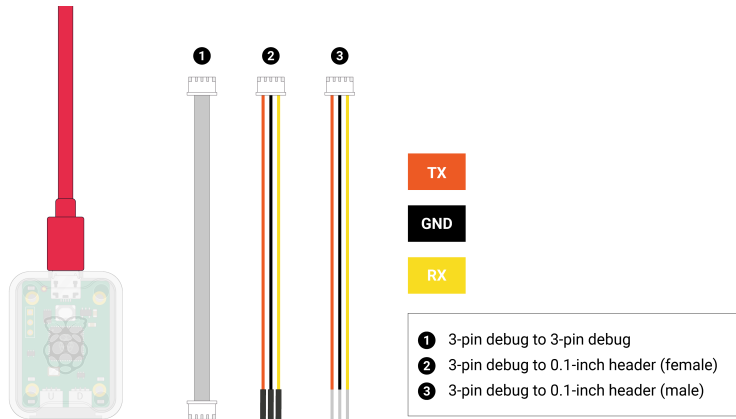 1 2 3
TX
GND
RX
1 3-pin debug to 3-pin debug
2 3-pin debug to 0.1-inch header (female)
3 3-pin debug to 0.1-inch header (male)
U D